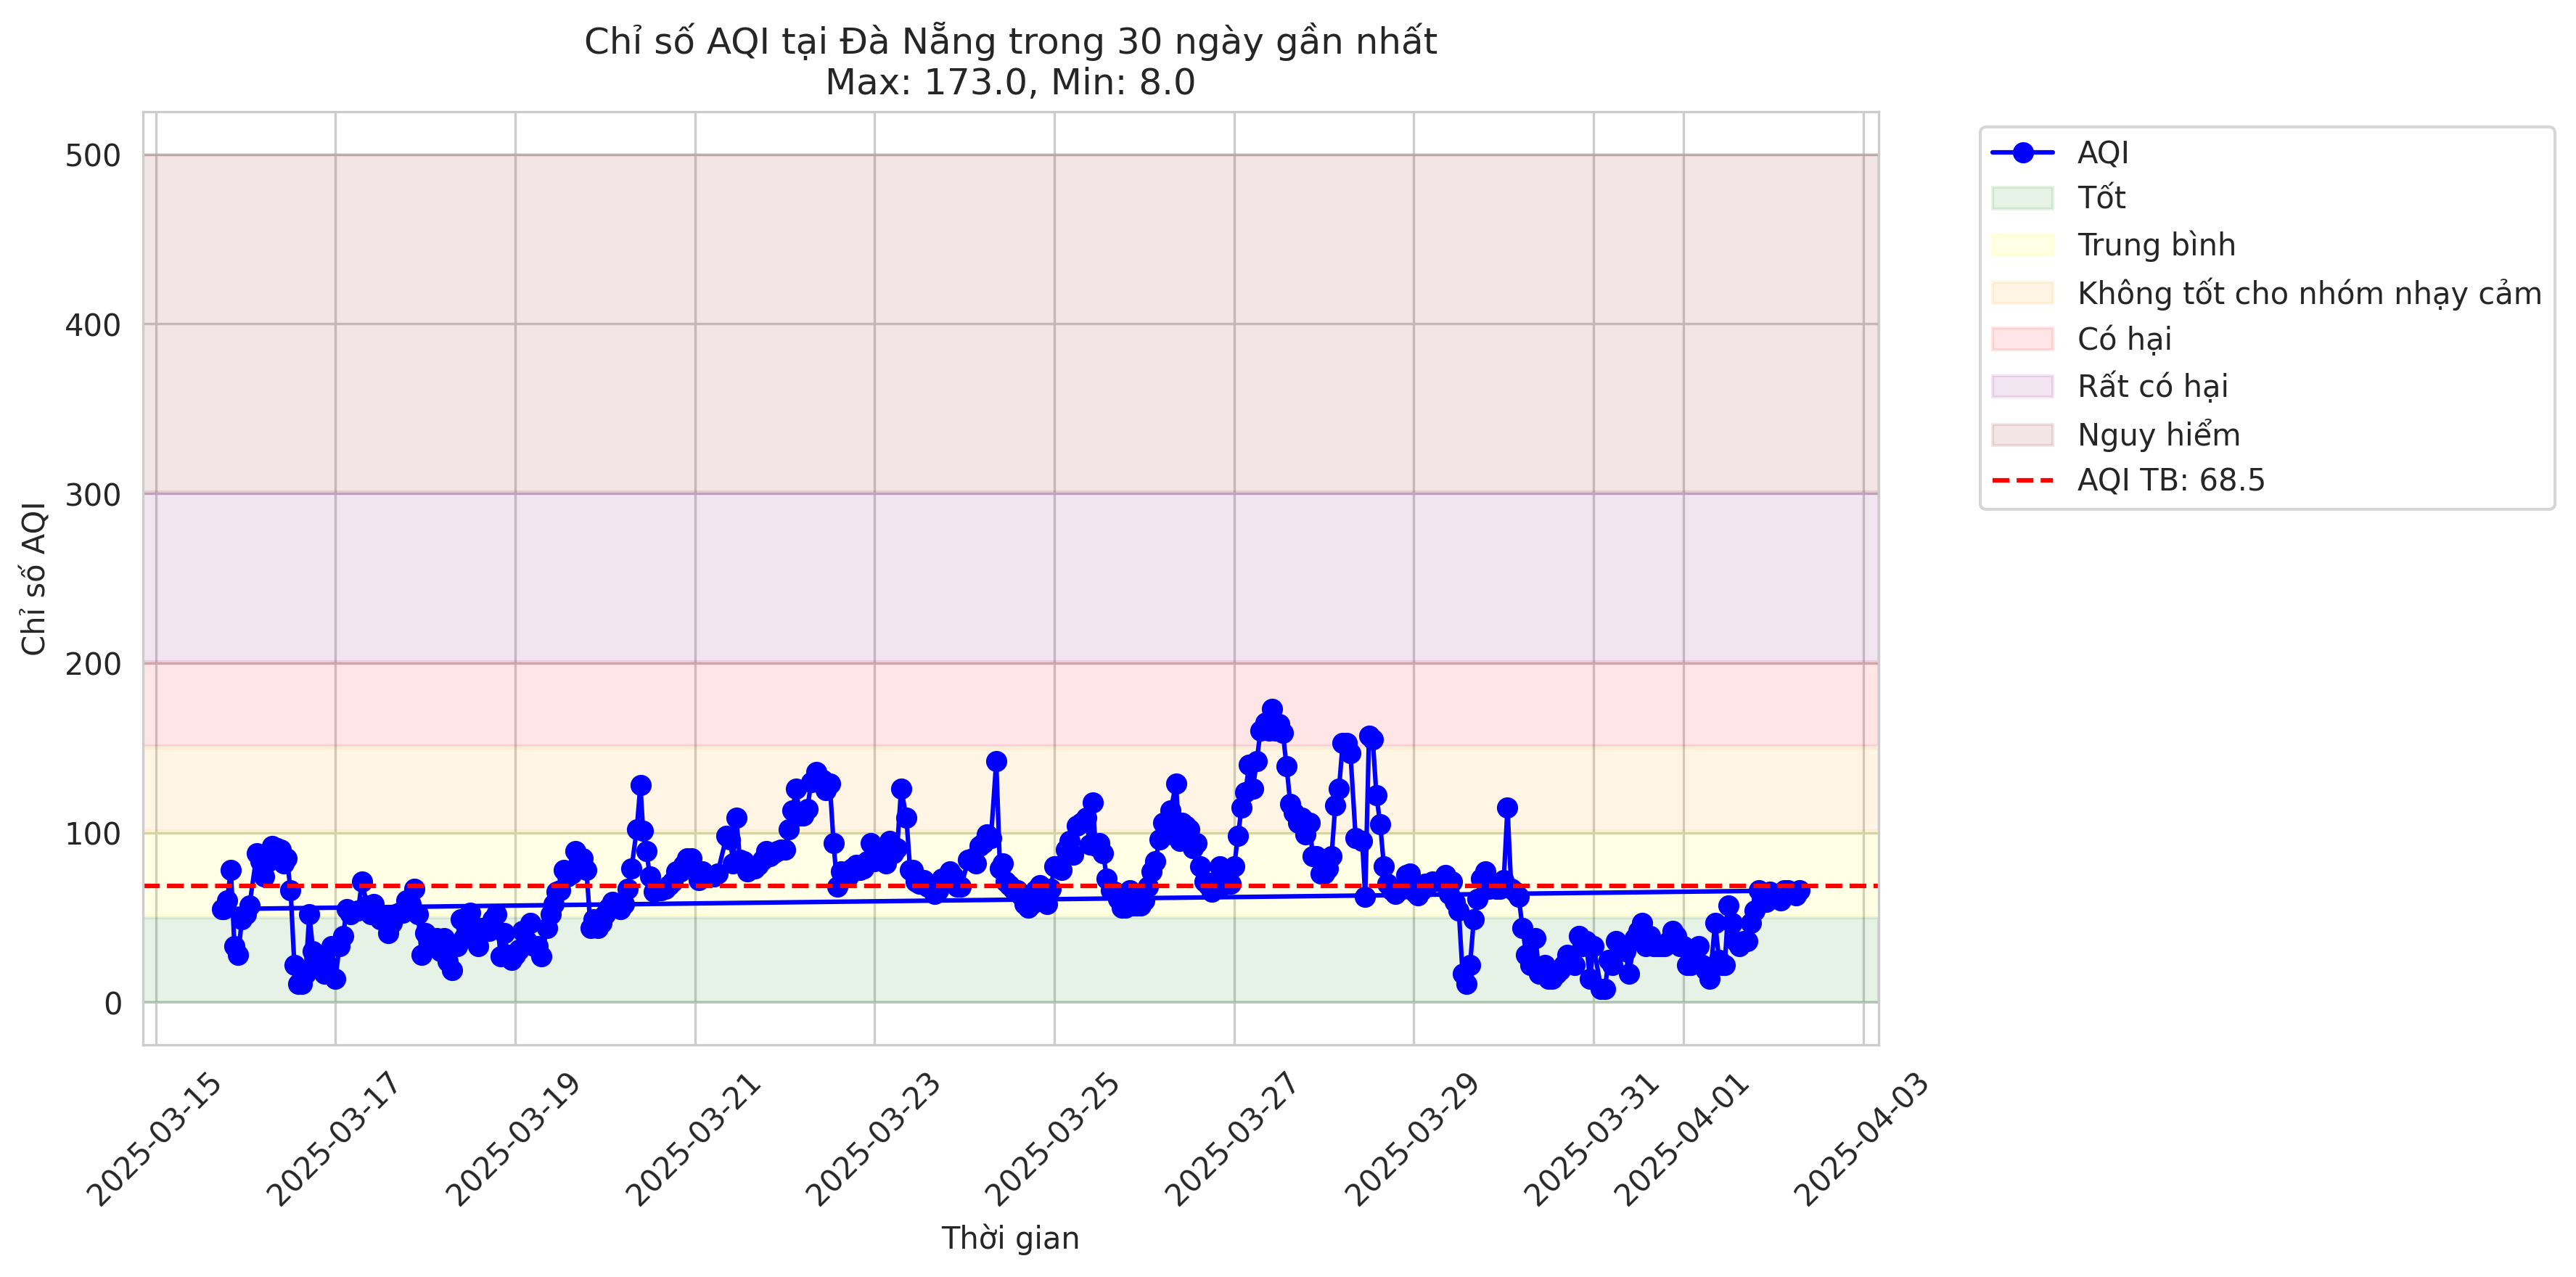 Chỉ số AQI tại Đà Nẵng trong 30 ngày gần nhất
Max: 173.0, Min: 8.0
Chỉ số AQI
500
400
300
200
100
0
2025-03-15
2025-03-17
2025-03-19
2025-03-21
2025-03-23
2025-03-25
2025-03-27
2025-03-29
2025-03-31
2025-04-01
2025-04-03
Thời gian
AQI
Tốt
Trung bình
Không tốt cho nhóm nhạy cảm
Có hại
Rất có hại
Nguy hiểm
AQI TB: 68.5